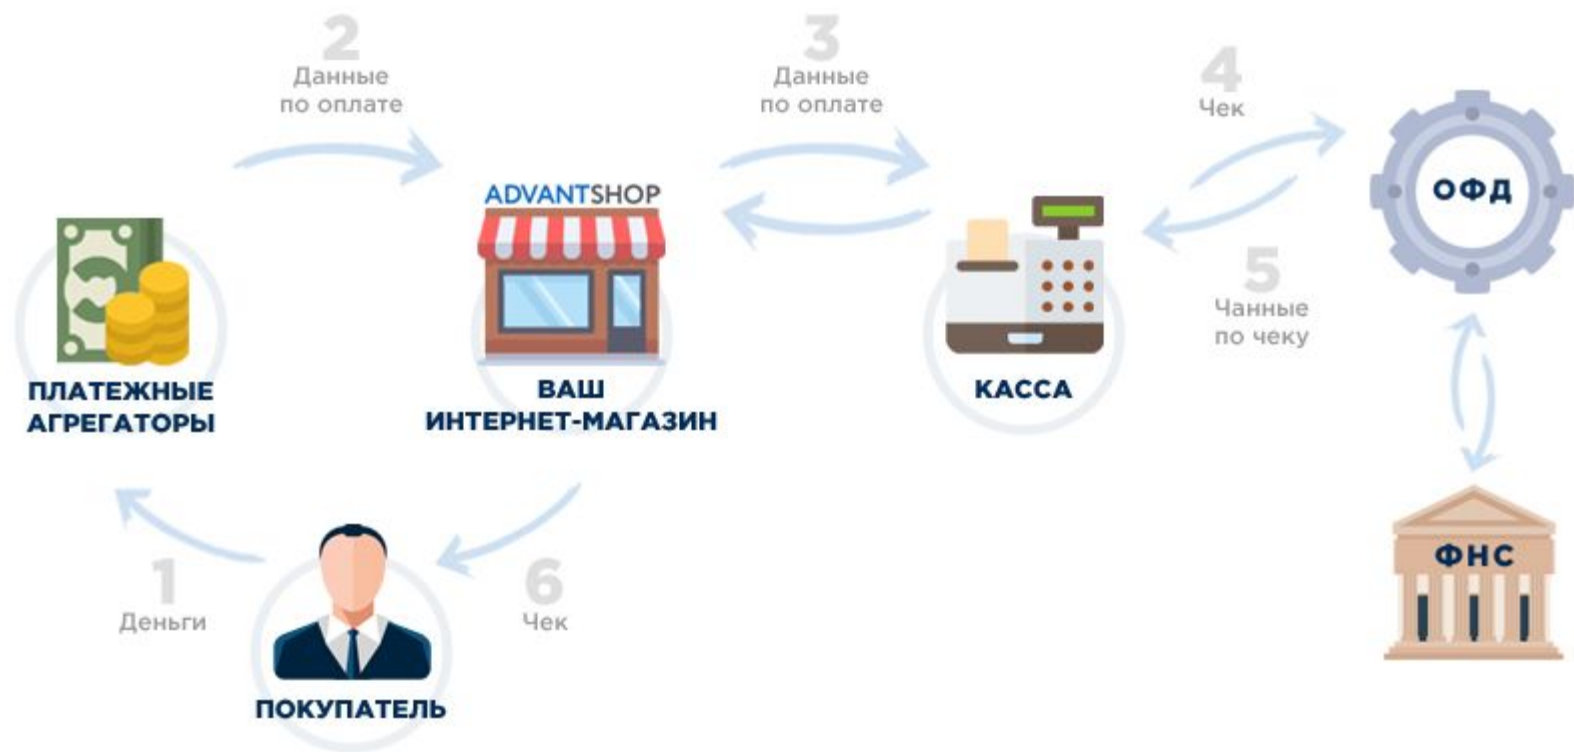 2
Данные
по оплате
3
Данные
по оплате
4
Чек
ОФД
ADVANTSHOP
5
Чанные
по чеку
ПЛАТЕЖНЫЕ
АГРЕГАТОРЫ
ВАШ
ИНТЕРНЕТ-МАГАЗИН
КАССА
ФНС
1
Деньги
6
Чек
ПОКУПАТЕЛЬ